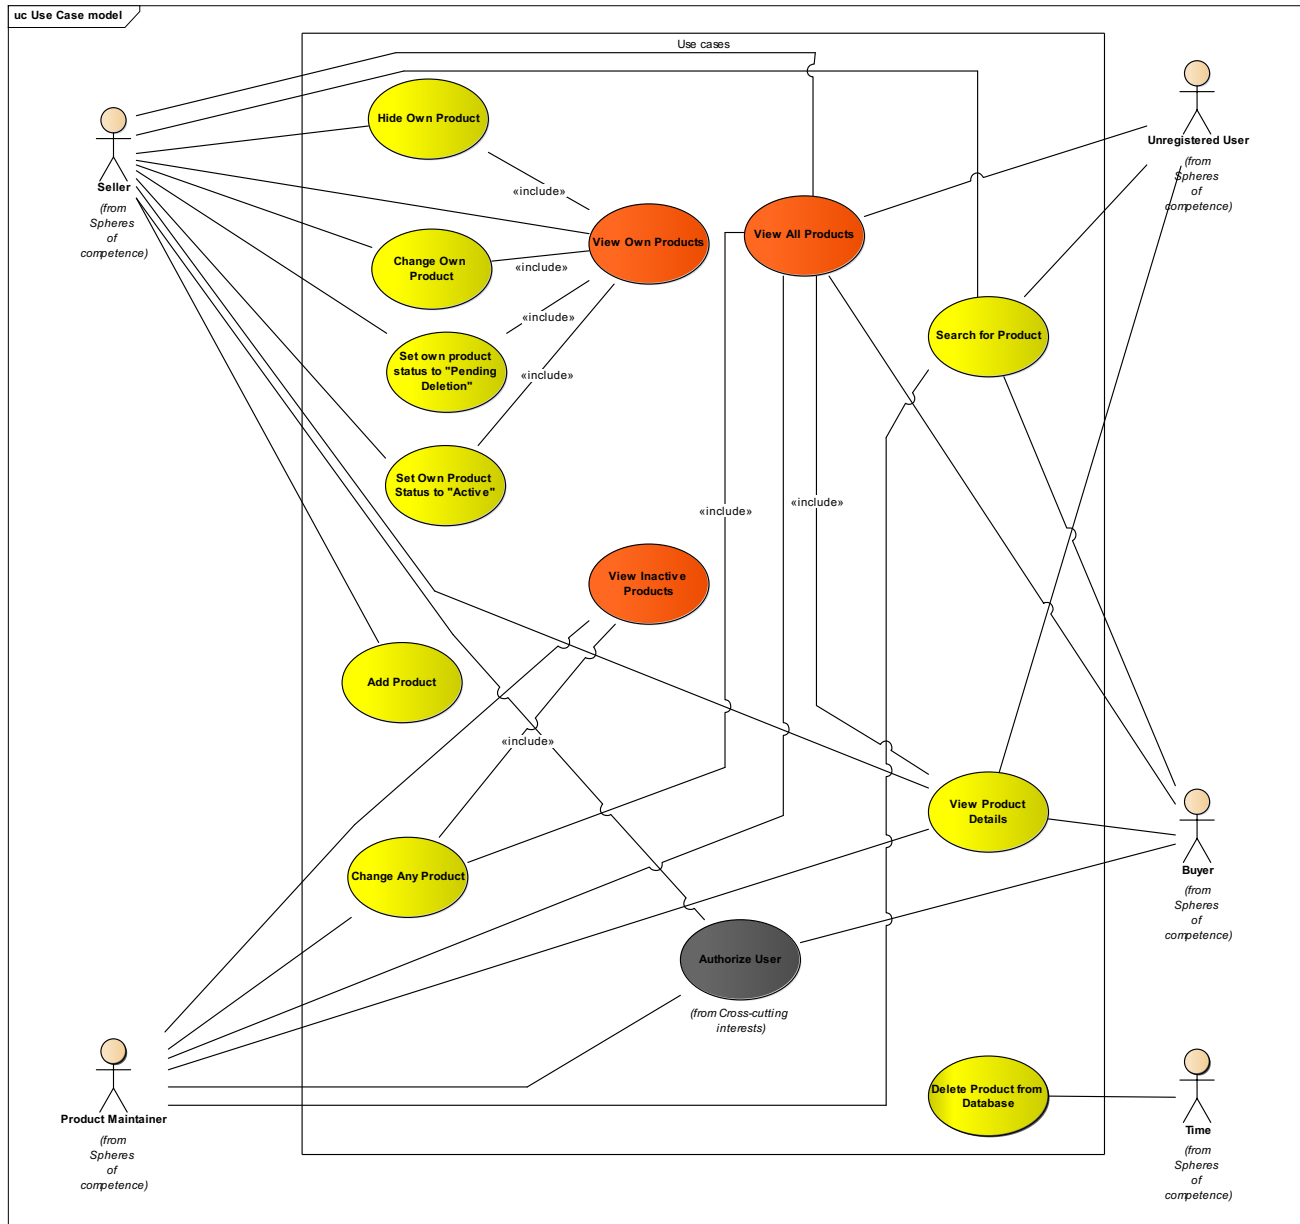 uc Use Case model
Use cases
Hide Own Product
Seller
(from
Spheres
of
competence)
Unregistered User
(from
Spheres
of
competence)
«include»
View Own Products
View All Products
Change Own
Product
«include»
«include»
Search for Product
Set own product
status to "Pending
Deletion"
«include»
Set Own Product
Status to "Active"
«include»
«include»
View Inactive
Products
Add Product
«include»
View Product
Details
Change Any Product
Buyer
(from
Spheres
of
competence)
Authorize User
(from Cross-cutting
interests)
Product Maintainer
(from
Spheres
of
competence)
Delete Product from
Database
Time
(from
Spheres
of
competence)